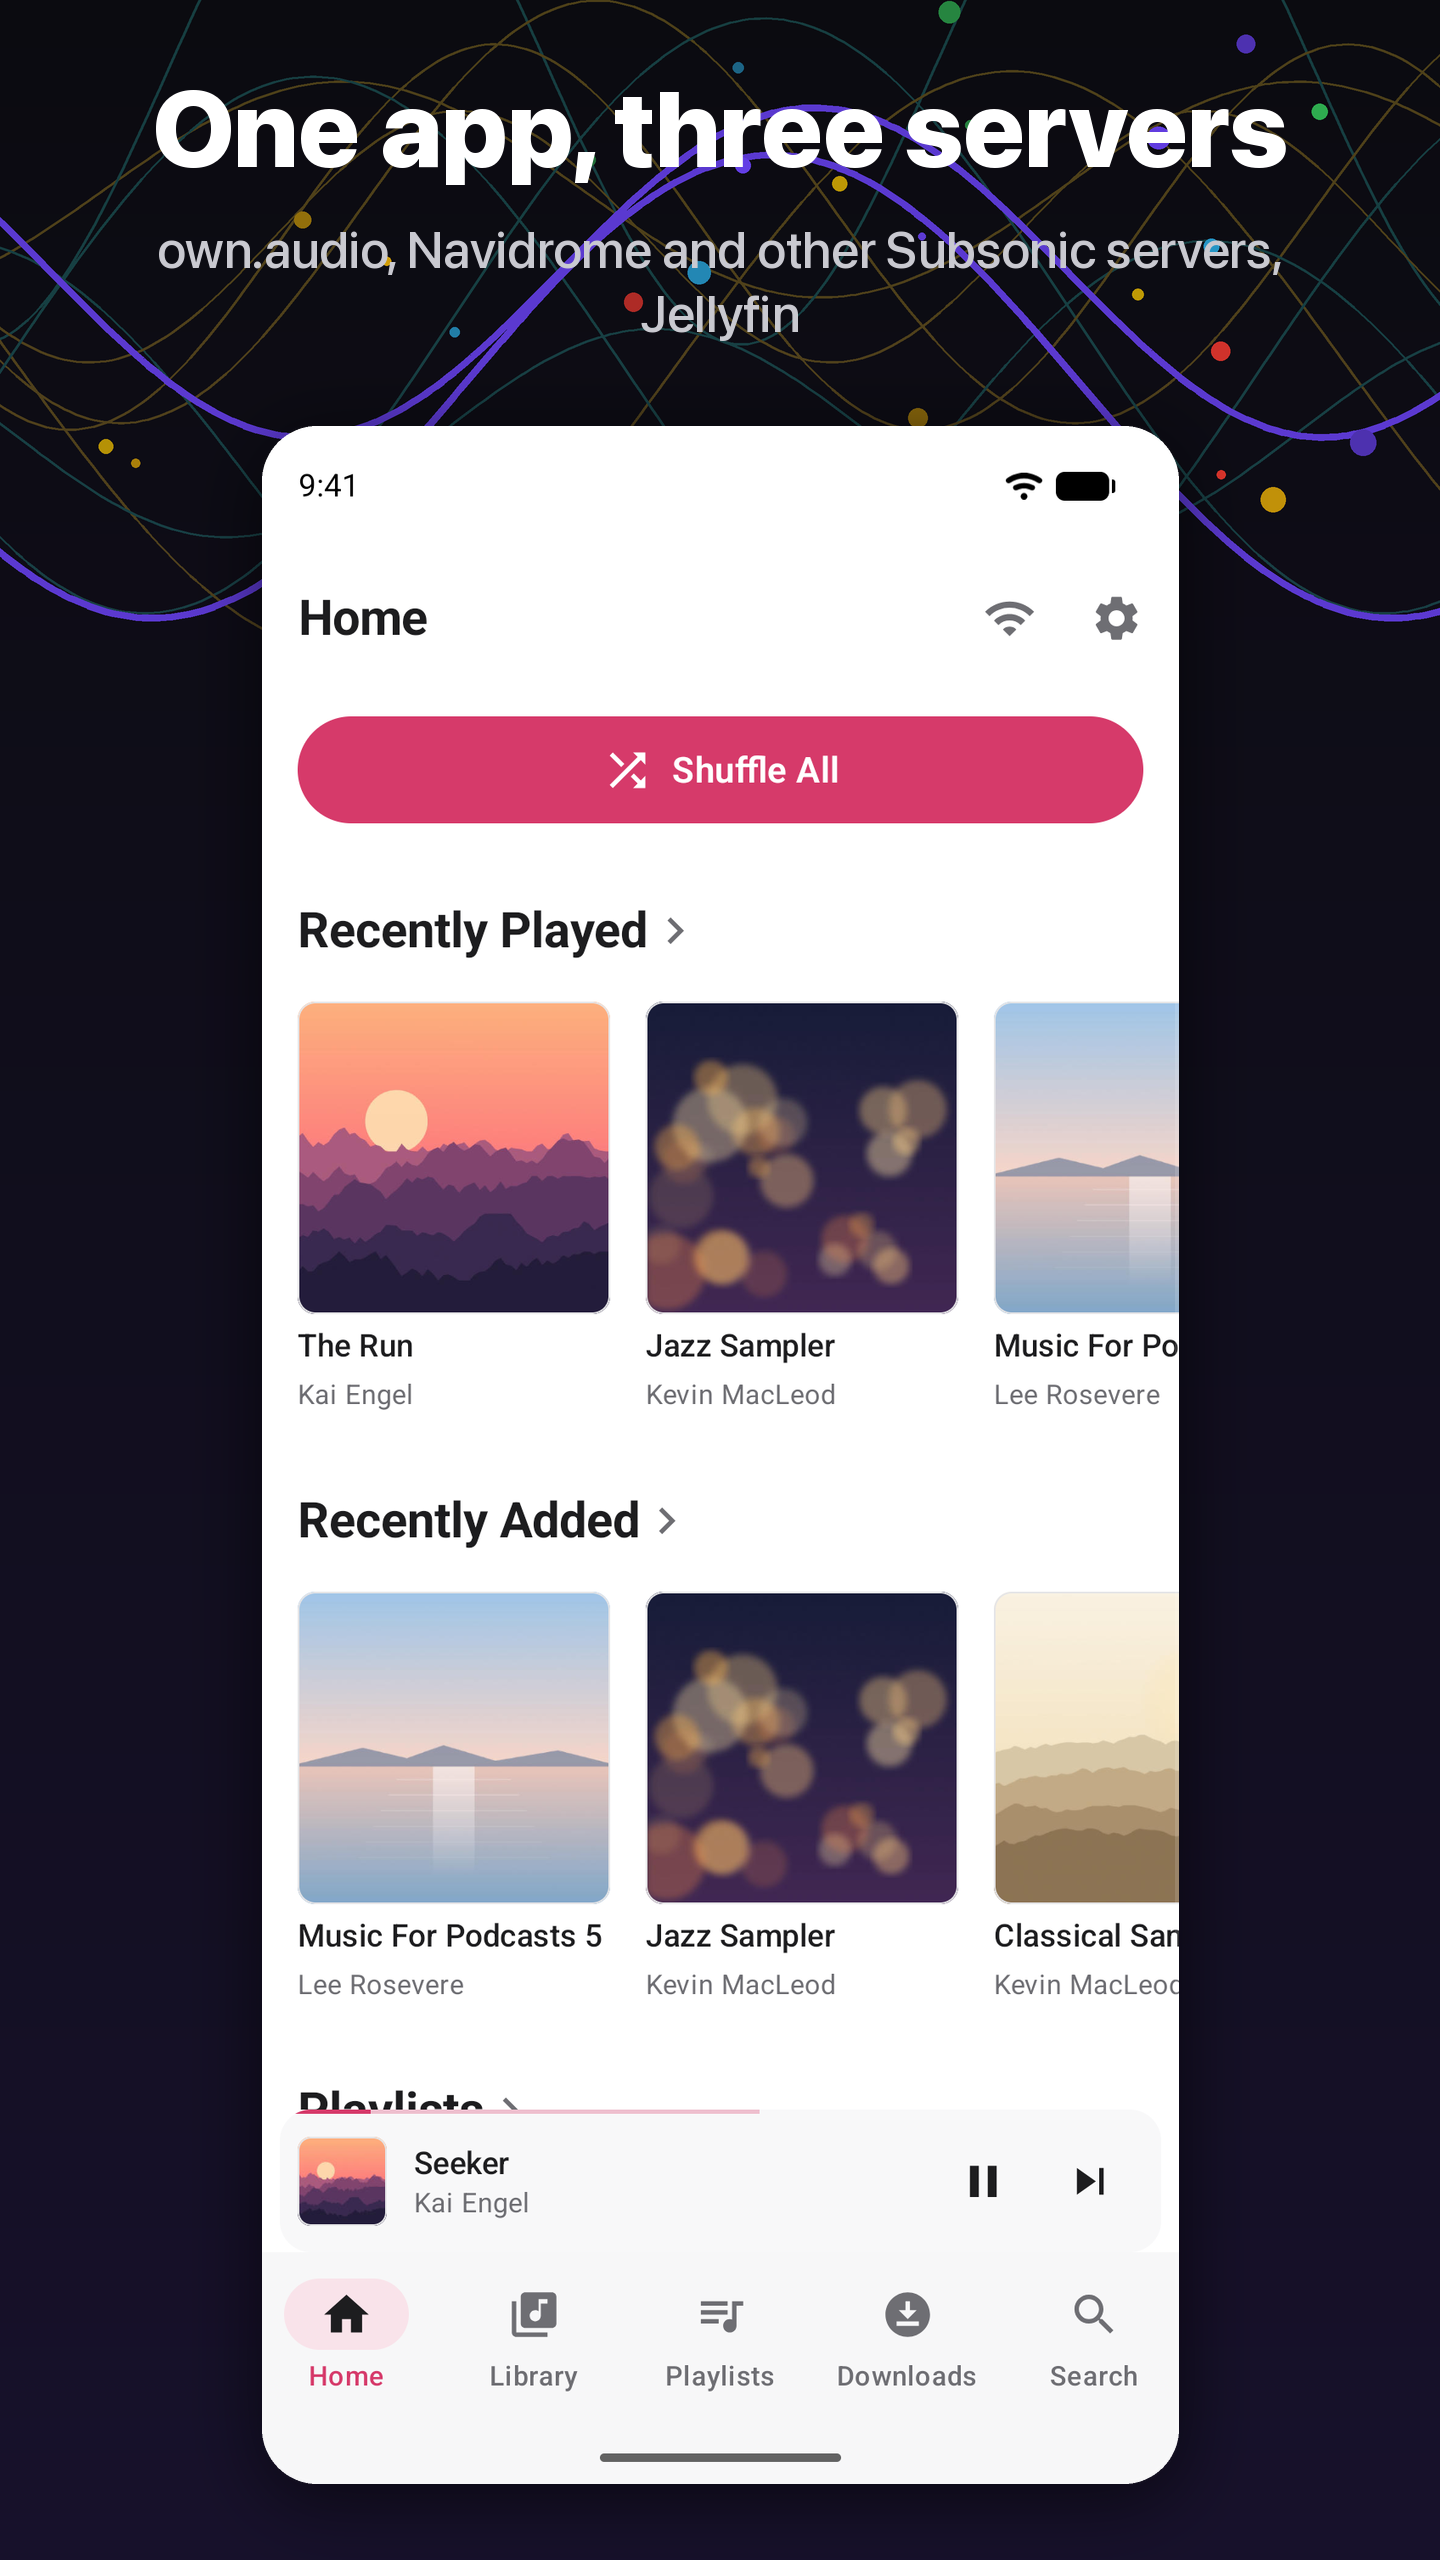 One app, three servers
own.audio, Navidrome and other Subsonic servers,
Jellyfin
9:41
Home
Shuffle All
Recently Played
The Run
Jazz Sampler
Music For Po
Kai Engel
Kevin MacLeod
Lee Rosevere
Recently Added
Music For Podcasts 5
Jazz Sampler
Classical Sam
Lee Rosevere
Kevin MacLeod
Kevin MacLeod
Playlists
Seeker
Kai Engel
Home
Library
Playlists
Downloads
Search